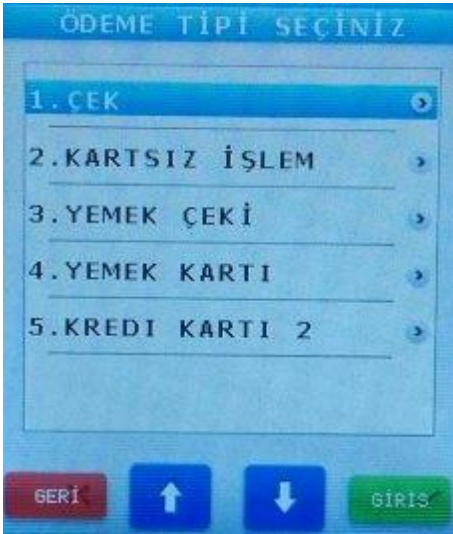 ÖDEME TİPİ SEÇİNİZ
1.ÇEK
2.KARTSIZ İŞLEM
3.YEMEK ÇEKİ
4.YEMEK KARTI
5.KREDI KARTI 2
GERİ
GİRİŞ